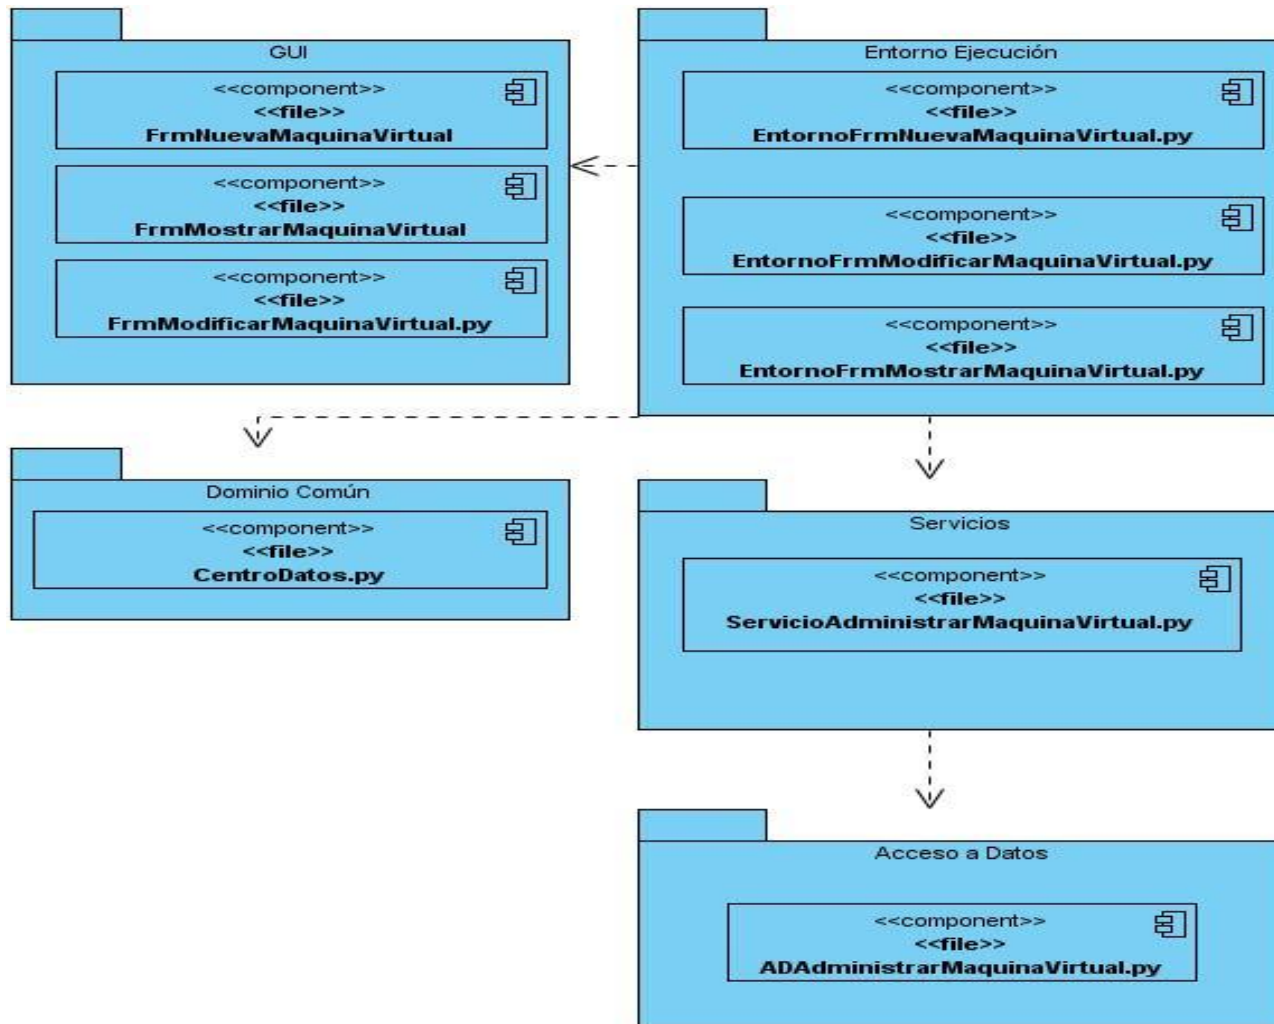 GUI
<<component>>
<<file>>
FrmNuevaMaquinaVirtual
<<component>>
<<file>>
FrmMostrarMaquinaVirtual
<<component>>
<<file>>
FrmModificarMaquinaVirtual.py
Entorno Ejecución
<<component>>
<<file>>
EntornoFrmNuevaMaquinaVirtual.py
<<component>>
<<file>>
EntornoFrmModificarMaquinaVirtual.py
<<component>>
<<file>>
EntornoFrmMostrarMaquinaVirtual.py
Dominio Común
<<component>>
<<file>>
CentroDatos.py
Servicios
<<component>>
<<file>>
ServicioAdministrarMaquinaVirtual.py
Acceso a Datos
<<component>>
<<file>>
ADAdministrarMaquinaVirtual.py